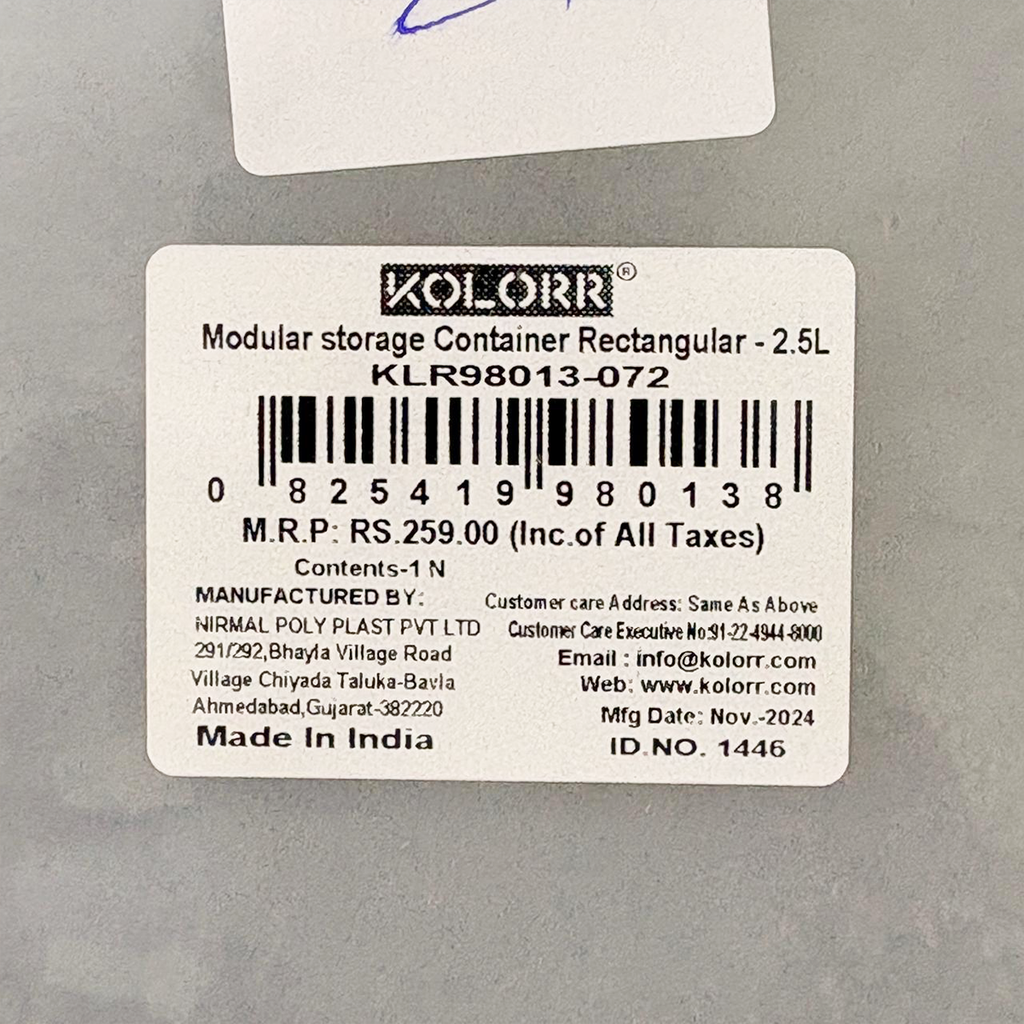 KOLORR®
Modular storage Container Rectangular - 2.5L
KLR98013-072
0 825419 980138
M.R.P: RS.259.00 (Inc.of All Taxes)
Contents-1 N
MANUFACTURED BY:
NIRMAL POLY PLAST PVT LTD
291/292,Bhayla Village Road
Village Chiyada Taluka-Bavla
Ahmedabad,Gujarat-382220
Made In India
Customer care Address: Same As Above
Customer Care Executive No:91-22-4944-8000
Email : info@kolorr.com
Web: www.kolorr.com
Mfg Date: Nov.-2024
ID.NO. 1446